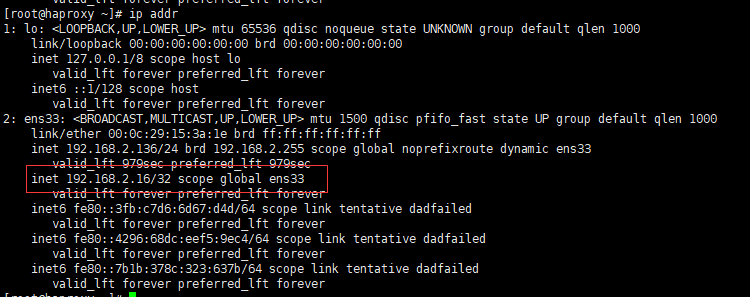 valid_lft forever preferred_lft forever
[root@haproxy ~]# ip addr
1: lo: <LOOPBACK,UP,LOWER_UP> mtu 65536 qdisc noqueue state UNKNOWN group default qlen 1000
link/loopback 00:00:00:00:00:00 brd 00:00:00:00:00:00
inet 127.0.0.1/8 scope host lo
valid_lft forever preferred_lft forever
inet6 ::1/128 scope host
valid_lft forever preferred_lft forever
2: ens33: <BROADCAST,MULTICAST,UP,LOWER_UP> mtu 1500 qdisc pfifo_fast state UP group default qlen 1000
link/ether 00:0c:29:15:3a:1e brd ff:ff:ff:ff:ff:ff
inet 192.168.2.136/24 brd 192.168.2.255 scope global noprefixroute dynamic ens33
valid_lft 979sec preferred_lft 979sec
inet 192.168.2.16/32 scope global ens33
valid_lft forever preferred_lft forever
inet6 fe80::3fb:c7d6:6d67:d4d/64 scope link tentative dadfailed
valid_lft forever preferred_lft forever
inet6 fe80::4296:68dc:eef5:9ec4/64 scope link tentative dadfailed
valid_lft forever preferred_lft forever
inet6 fe80::7b1b:378c:323:637b/64 scope link tentative dadfailed
valid_lft forever preferred_lft forever
[root@haproxy ~]#